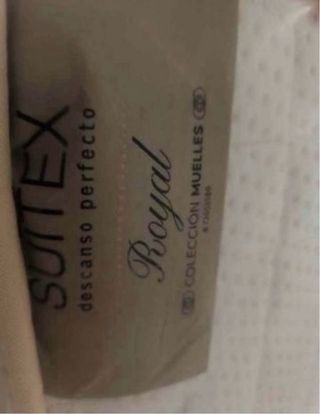 SUITEX
descanso perfecto
Royal
COLECCIÓN MUELLES